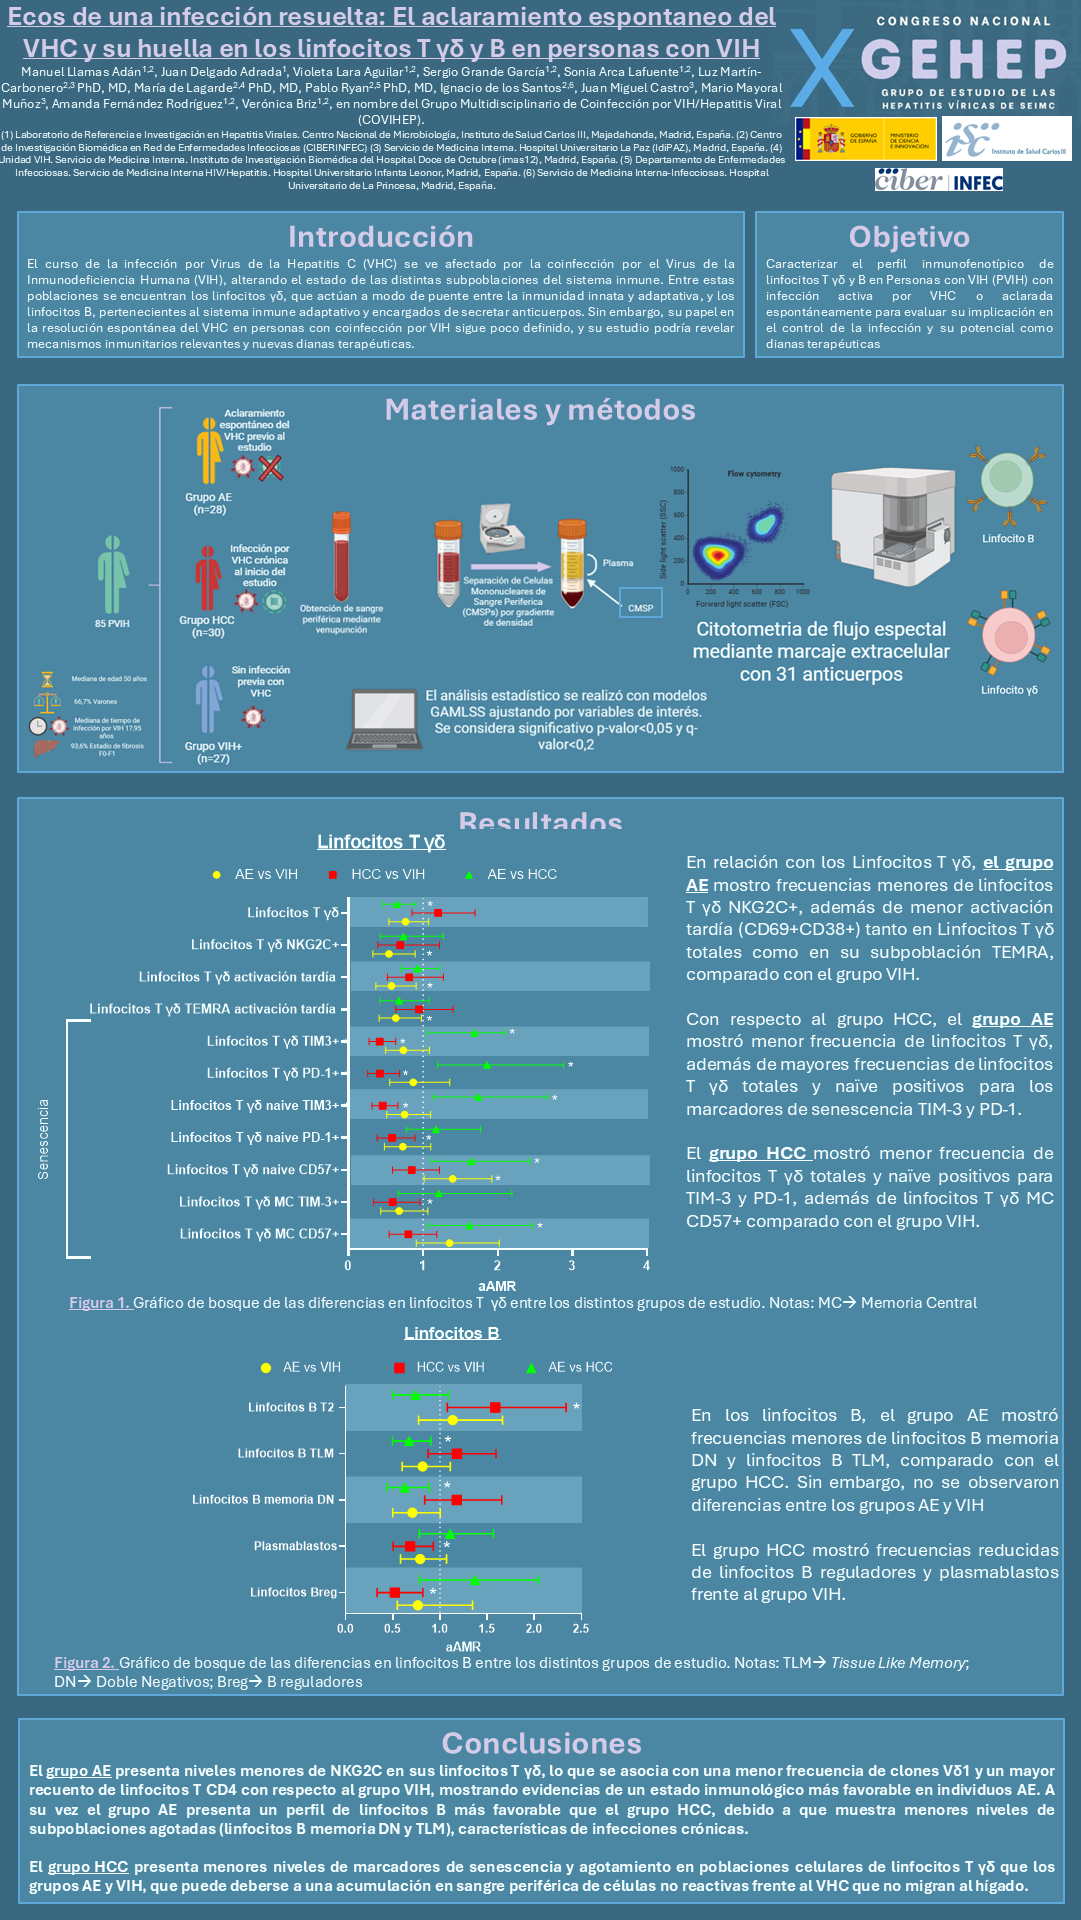 Ecos de una infección resuelta: El aclaramiento espontaneo del
VHC y su huella en los linfocitos T γδ y B en personas con VIH
Manuel Llamas Adán1,2, Juan Delgado Adrada1, Violeta Lara Aguilar1,2, Sergio Grande García1,2, Sonia Arca Lafuente1,2, Luz Martín-
Carbonero2,3 PhD, MD, María de Lagarde2,4 PhD, MD, Pablo Ryan2,5 PhD, MD, Ignacio de los Santos2,6, Juan Miguel Castro3, Mario Mayoral
Muñoz3, Amanda Fernández Rodríguez1,2, Verónica Briz1,2, en nombre del Grupo Multidisciplinario de Coinfección por VIH/Hepatitis Viral
(COVIHEP).
(1) Laboratorio de Referencia e Investigación en Hepatitis Virales. Centro Nacional de Microbiología, Instituto de Salud Carlos III, Majadahonda, Madrid, España. (2) Centro
de Investigación Biomédica en Red de Enfermedades Infecciosas (CIBERINFEC) (3) Servicio de Medicina Interna. Hospital Universitario La Paz (IdiPAZ), Madrid, España. (4)
Unidad VIH. Servicio de Medicina Interna. Instituto de Investigación Biomédica del Hospital Doce de Octubre (imas12), Madrid, España. (5) Departamento de Enfermedades
Infecciosas. Servicio de Medicina Interna HIV/Hepatitis. Hospital Universitario Infanta Leonor, Madrid, España. (6) Servicio de Medicina Interna-Infecciosas. Hospital
Universitario de La Princesa, Madrid, España.
X CONGRESO NACIONAL
GEHEP
GRUPO DE ESTUDIO DE LAS
HEPATITIS VÍRICAS DE SEIMC
GOBIERNO DE ESPAÑA
MINISTERIO DE CIENCIA E INNOVACIÓN
isc
Instituto de Salud Carlos III
ciber INFEC
Introducción
El curso de la infección por Virus de la Hepatitis C (VHC) se ve afectado por la coinfección por el Virus de la
Inmunodeficiencia Humana (VIH), alterando el estado de las distintas subpoblaciones del sistema inmune. Entre estas
poblaciones se encuentran los linfocitos γδ, que actúan a modo de puente entre la inmunidad innata y adaptativa, y los
linfocitos B, pertenecientes al sistema inmune adaptativo y encargados de secretar anticuerpos. Sin embargo, su papel en
la resolución espontánea del VHC en personas con coinfección por VIH sigue poco definido, y su estudio podría revelar
mecanismos inmunitarios relevantes y nuevas dianas terapéuticas.
Objetivo
Caracterizar el perfil inmunofenotípico de
linfocitos T γδ y B en Personas con VIH (PVIH) con
infección activa por VHC o aclarada
espontáneamente para evaluar su implicación en
el control de la infección y su potencial como
dianas terapéuticas
Materiales y métodos
85 PVIH
Mediana de edad 50 años
66,7% Varones
Mediana de tiempo de
infección por VIH 17,95
años
93,6% Estadio de fibrosis
F0-F1
Aclaramiento
espontáneo del
VHC previo al
estudio
Grupo AE
(n=28)
Infección por
VHC crónica
al inicio del
estudio
Grupo HCC
(n=30)
Sin infección
previa con
VHC
Grupo VIH+
(n=27)
Obtención de sangre
periférica mediante
venupunción
Separación de Celulas
Mononucleares de
Sangre Periferica
(CMSPs) por gradiente
de densidad
Plasma
CMSP
Flow cytometry
Side light scatter (SSC)
1000
800
600
400
200
0
0 200 400 600 800 1000
Forward light scatter (FSC)
Linfocito B
Linfocito γδ
Citotometria de flujo espectal
mediante marcaje extracelular
con 31 anticuerpos
El análisis estadístico se realizó con modelos
GAMLSS ajustando por variables de interés.
Se considera significativo p-valor<0,05 y q-
valor<0,2
Resultados
Linfocitos T γδ
AE vs VIH HCC vs VIH AE vs HCC
Linfocitos T γδ *
Linfocitos T γδ NKG2C+ *
Linfocitos T γδ activación tardía *
Linfocitos T γδ TEMRA activación tardía *
Senescencia
Linfocitos T γδ TIM3+ * *
Linfocitos T γδ PD-1+ * *
Linfocitos T γδ naive TIM3+ * *
Linfocitos T γδ naive PD-1+ *
Linfocitos T γδ naive CD57+ * *
Linfocitos T γδ MC TIM-3+ *
Linfocitos T γδ MC CD57+ *
0 1 2 3 4
aAMR
Figura 1. Gráfico de bosque de las diferencias en linfocitos T γδ entre los distintos grupos de estudio. Notas: MC→ Memoria Central
En relación con los Linfocitos T γδ, el grupo
AE mostro frecuencias menores de linfocitos
T γδ NKG2C+, además de menor activación
tardía (CD69+CD38+) tanto en Linfocitos T γδ
totales como en su subpoblación TEMRA,
comparado con el grupo VIH.
Con respecto al grupo HCC, el grupo AE
mostró menor frecuencia de linfocitos T γδ,
además de mayores frecuencias de linfocitos
T γδ totales y naïve positivos para los
marcadores de senescencia TIM-3 y PD-1.
El grupo HCC mostró menor frecuencia de
linfocitos T γδ totales y naïve positivos para
TIM-3 y PD-1, además de linfocitos T γδ MC
CD57+ comparado con el grupo VIH.
Linfocitos B
AE vs VIH HCC vs VIH AE vs HCC
Linfocitos B T2 *
Linfocitos B TLM *
Linfocitos B memoria DN *
Plasmablastos *
Linfocitos Breg *
0.0 0.5 1.0 1.5 2.0 2.5
aAMR
Figura 2. Gráfico de bosque de las diferencias en linfocitos B entre los distintos grupos de estudio. Notas: TLM→ Tissue Like Memory;
DN→ Doble Negativos; Breg→ B reguladores
En los linfocitos B, el grupo AE mostró
frecuencias menores de linfocitos B memoria
DN y linfocitos B TLM, comparado con el
grupo HCC. Sin embargo, no se observaron
diferencias entre los grupos AE y VIH
El grupo HCC mostró frecuencias reducidas
de linfocitos B reguladores y plasmablastos
frente al grupo VIH.
Conclusiones
El grupo AE presenta niveles menores de NKG2C en sus linfocitos T γδ, lo que se asocia con una menor frecuencia de clones Vδ1 y un mayor
recuento de linfocitos T CD4 con respecto al grupo VIH, mostrando evidencias de un estado inmunológico más favorable en individuos AE. A
su vez el grupo AE presenta un perfil de linfocitos B más favorable que el grupo HCC, debido a que muestra menores niveles de
subpoblaciones agotadas (linfocitos B memoria DN y TLM), características de infecciones crónicas.
El grupo HCC presenta menores niveles de marcadores de senescencia y agotamiento en poblaciones celulares de linfocitos T γδ que los
grupos AE y VIH, que puede deberse a una acumulación en sangre periférica de células no reactivas frente al VHC que no migran al hígado.